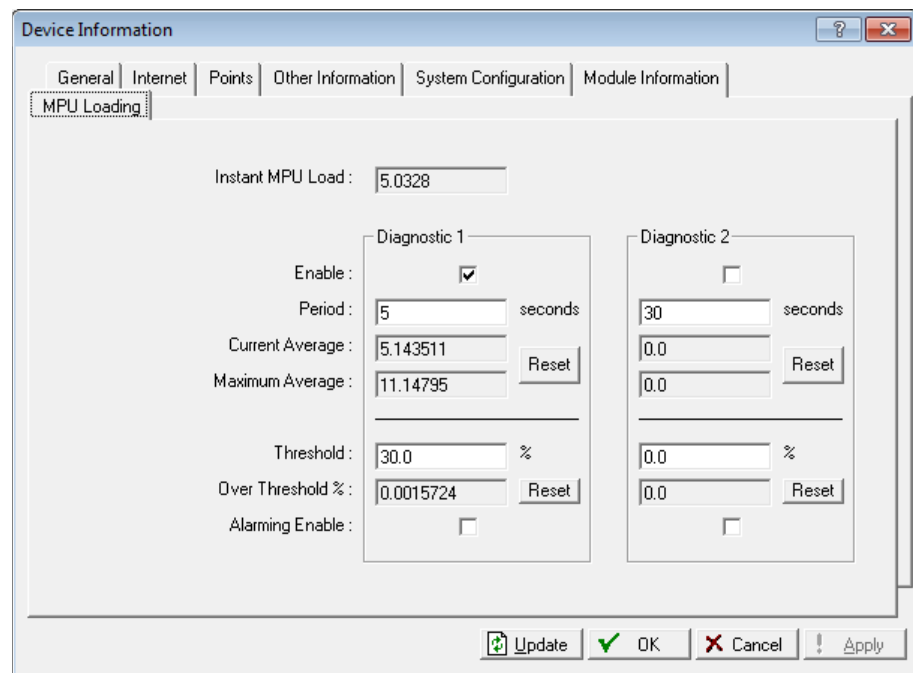 Device Information
General Internet Points Other Information System Configuration Module Information
MPU Loading
Instant MPU Load : 5.0328
Diagnostic 1 Diagnostic 2
Enable :
Period : 5 seconds 30 seconds
Current Average : 5.143511 0.0
Reset Reset
Maximum Average : 11.14795 0.0
Threshold : 30.0 % 0.0 %
Over Threshold % : 0.0015724 Reset 0.0 Reset
Alarming Enable :
Update OK Cancel Apply